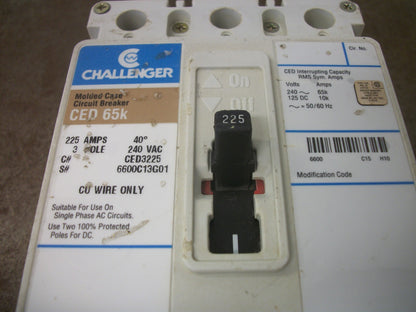 CHALLENGER
Molded Case
Circuit Breaker
CED 65k
225 AMPS 40°
3 POLE 240 VAC
C# CED3225
S# 6600C13G01
CU WIRE ONLY
Suitable For Use On
Single Phase AC Circuits.
Use Two 100% Protected
Poles For DC.
On
Off
225
Cir. No.
CED Interrupting Capacity
RMS Sym. Amps
Volts Amps
240 ~ 65k
125 DC 10k
~ = 50/60 Hz
6600 C15 H10
Modification Code